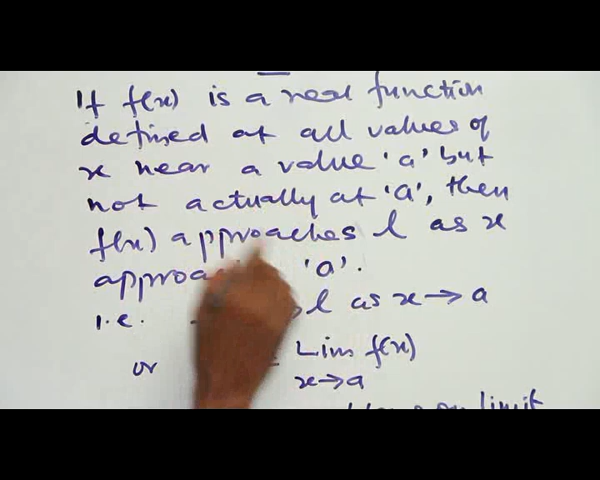 If f(x) is a real function
defined at all values of
x near a value 'a' but
not actually at 'a', then
f(x) approaches l as x
'a'.
i.e. l as x → a
or Lim f(x)
x→a
limit